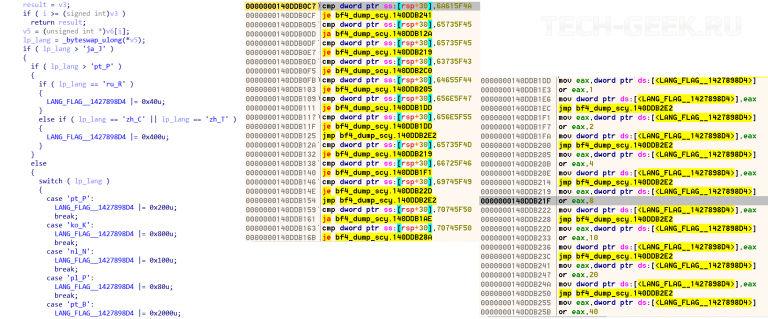 TECH-GEEK.RU
result = v3;
if ( i >= (signed int)v3 )
return result;
v5 = (unsigned int *)v6[i];
lp_lang = _byteswap_ulong(*v5);
if ( lp_lang > 'ja_J' )
{
if ( lp_lang > 'pt_P' )
{
if ( lp_lang == 'ru_R' )
{
LANG_FLAG__1427898D4 |= 0x40u;
}
else if ( lp_lang == 'zh_C' || lp_lang == 'zh_T' )
{
LANG_FLAG__1427898D4 |= 0x400u;
}
}
else
{
switch ( lp_lang )
{
case 'pt_P':
LANG_FLAG__1427898D4 |= 0x200u;
break;
case 'ko_K':
LANG_FLAG__1427898D4 |= 0x800u;
break;
case 'nl_N':
LANG_FLAG__1427898D4 |= 0x100u;
break;
case 'pl_P':
LANG_FLAG__1427898D4 |= 0x80u;
break;
case 'pt_B':
LANG_FLAG__1427898D4 |= 0x2000u;
0000000140DDB0C7 cmp dword ptr ss:[rsp+30],6A615F4A
0000000140DDB0CF je bf4_dump_scy.140DDB241
0000000140DDB0D5 cmp dword ptr ss:[rsp+30],65735F45
0000000140DDB0DD je bf4_dump_scy.140DDB12A
0000000140DDB0DF cmp dword ptr ss:[rsp+30],65735F45
0000000140DDB0E7 je bf4_dump_scy.140DDB219
0000000140DDB0ED cmp dword ptr ss:[rsp+30],63735F43
0000000140DDB0F5 je bf4_dump_scy.140DDB2C0
0000000140DDB0FB cmp dword ptr ss:[rsp+30],64655F44
0000000140DDB103 je bf4_dump_scy.140DDB205
0000000140DDB109 cmp dword ptr ss:[rsp+30],656E5F47
0000000140DDB111 je bf4_dump_scy.140DDB1DD
0000000140DDB117 cmp dword ptr ss:[rsp+30],656E5F55
0000000140DDB11F je bf4_dump_scy.140DDB1DD
0000000140DDB125 jmp bf4_dump_scy.140DDB2E2
0000000140DDB12A cmp dword ptr ss:[rsp+30],65735F4D
0000000140DDB132 je bf4_dump_scy.140DDB219
0000000140DDB138 cmp dword ptr ss:[rsp+30],66725F46
0000000140DDB140 je bf4_dump_scy.140DDB1F1
0000000140DDB146 cmp dword ptr ss:[rsp+30],69745F49
0000000140DDB14E je bf4_dump_scy.140DDB22D
0000000140DDB154 jmp bf4_dump_scy.140DDB2E2
0000000140DDB159 cmp dword ptr ss:[rsp+30],70745F50
0000000140DDB161 ja bf4_dump_scy.140DDB1AE
0000000140DDB163 cmp dword ptr ss:[rsp+30],70745F50
0000000140DDB16B je bf4_dump_scy.140DDB28A
0000000140DDB1DD mov eax,dword ptr ds:[<LANG_FLAG__1427898D4>]
0000000140DDB1E3 or eax,1
0000000140DDB1E6 mov dword ptr ds:[<LANG_FLAG__1427898D4>],eax
0000000140DDB1EC jmp bf4_dump_scy.140DDB2E2
0000000140DDB1F1 mov eax,dword ptr ds:[<LANG_FLAG__1427898D4>]
0000000140DDB1F7 or eax,2
0000000140DDB1FA mov dword ptr ds:[<LANG_FLAG__1427898D4>],eax
0000000140DDB200 jmp bf4_dump_scy.140DDB2E2
0000000140DDB205 mov eax,dword ptr ds:[<LANG_FLAG__1427898D4>]
0000000140DDB20B or eax,4
0000000140DDB20E mov dword ptr ds:[<LANG_FLAG__1427898D4>],eax
0000000140DDB214 jmp bf4_dump_scy.140DDB2E2
0000000140DDB219 mov eax,dword ptr ds:[<LANG_FLAG__1427898D4>]
0000000140DDB21F or eax,8
0000000140DDB222 mov dword ptr ds:[<LANG_FLAG__1427898D4>],eax
0000000140DDB228 jmp bf4_dump_scy.140DDB2E2
0000000140DDB22D mov eax,dword ptr ds:[<LANG_FLAG__1427898D4>]
0000000140DDB233 or eax,10
0000000140DDB236 mov dword ptr ds:[<LANG_FLAG__1427898D4>],eax
0000000140DDB23C jmp bf4_dump_scy.140DDB2E2
0000000140DDB241 mov eax,dword ptr ds:[<LANG_FLAG__1427898D4>]
0000000140DDB247 or eax,20
0000000140DDB24A mov dword ptr ds:[<LANG_FLAG__1427898D4>],eax
0000000140DDB250 jmp bf4_dump_scy.140DDB2E2
0000000140DDB255 mov eax,dword ptr ds:[<LANG_FLAG__1427898D4>]
0000000140DDB25B or eax,40